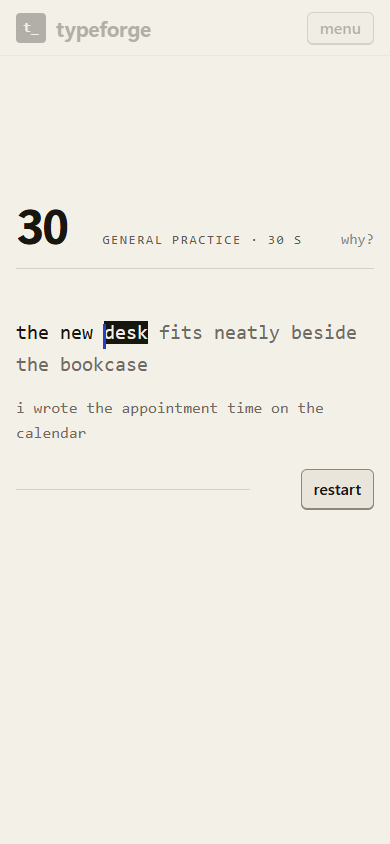 t_ typeforge menu
30 GENERAL PRACTICE · 30 S why?
the new desk fits neatly beside
the bookcase
i wrote the appointment time on the
calendar
restart